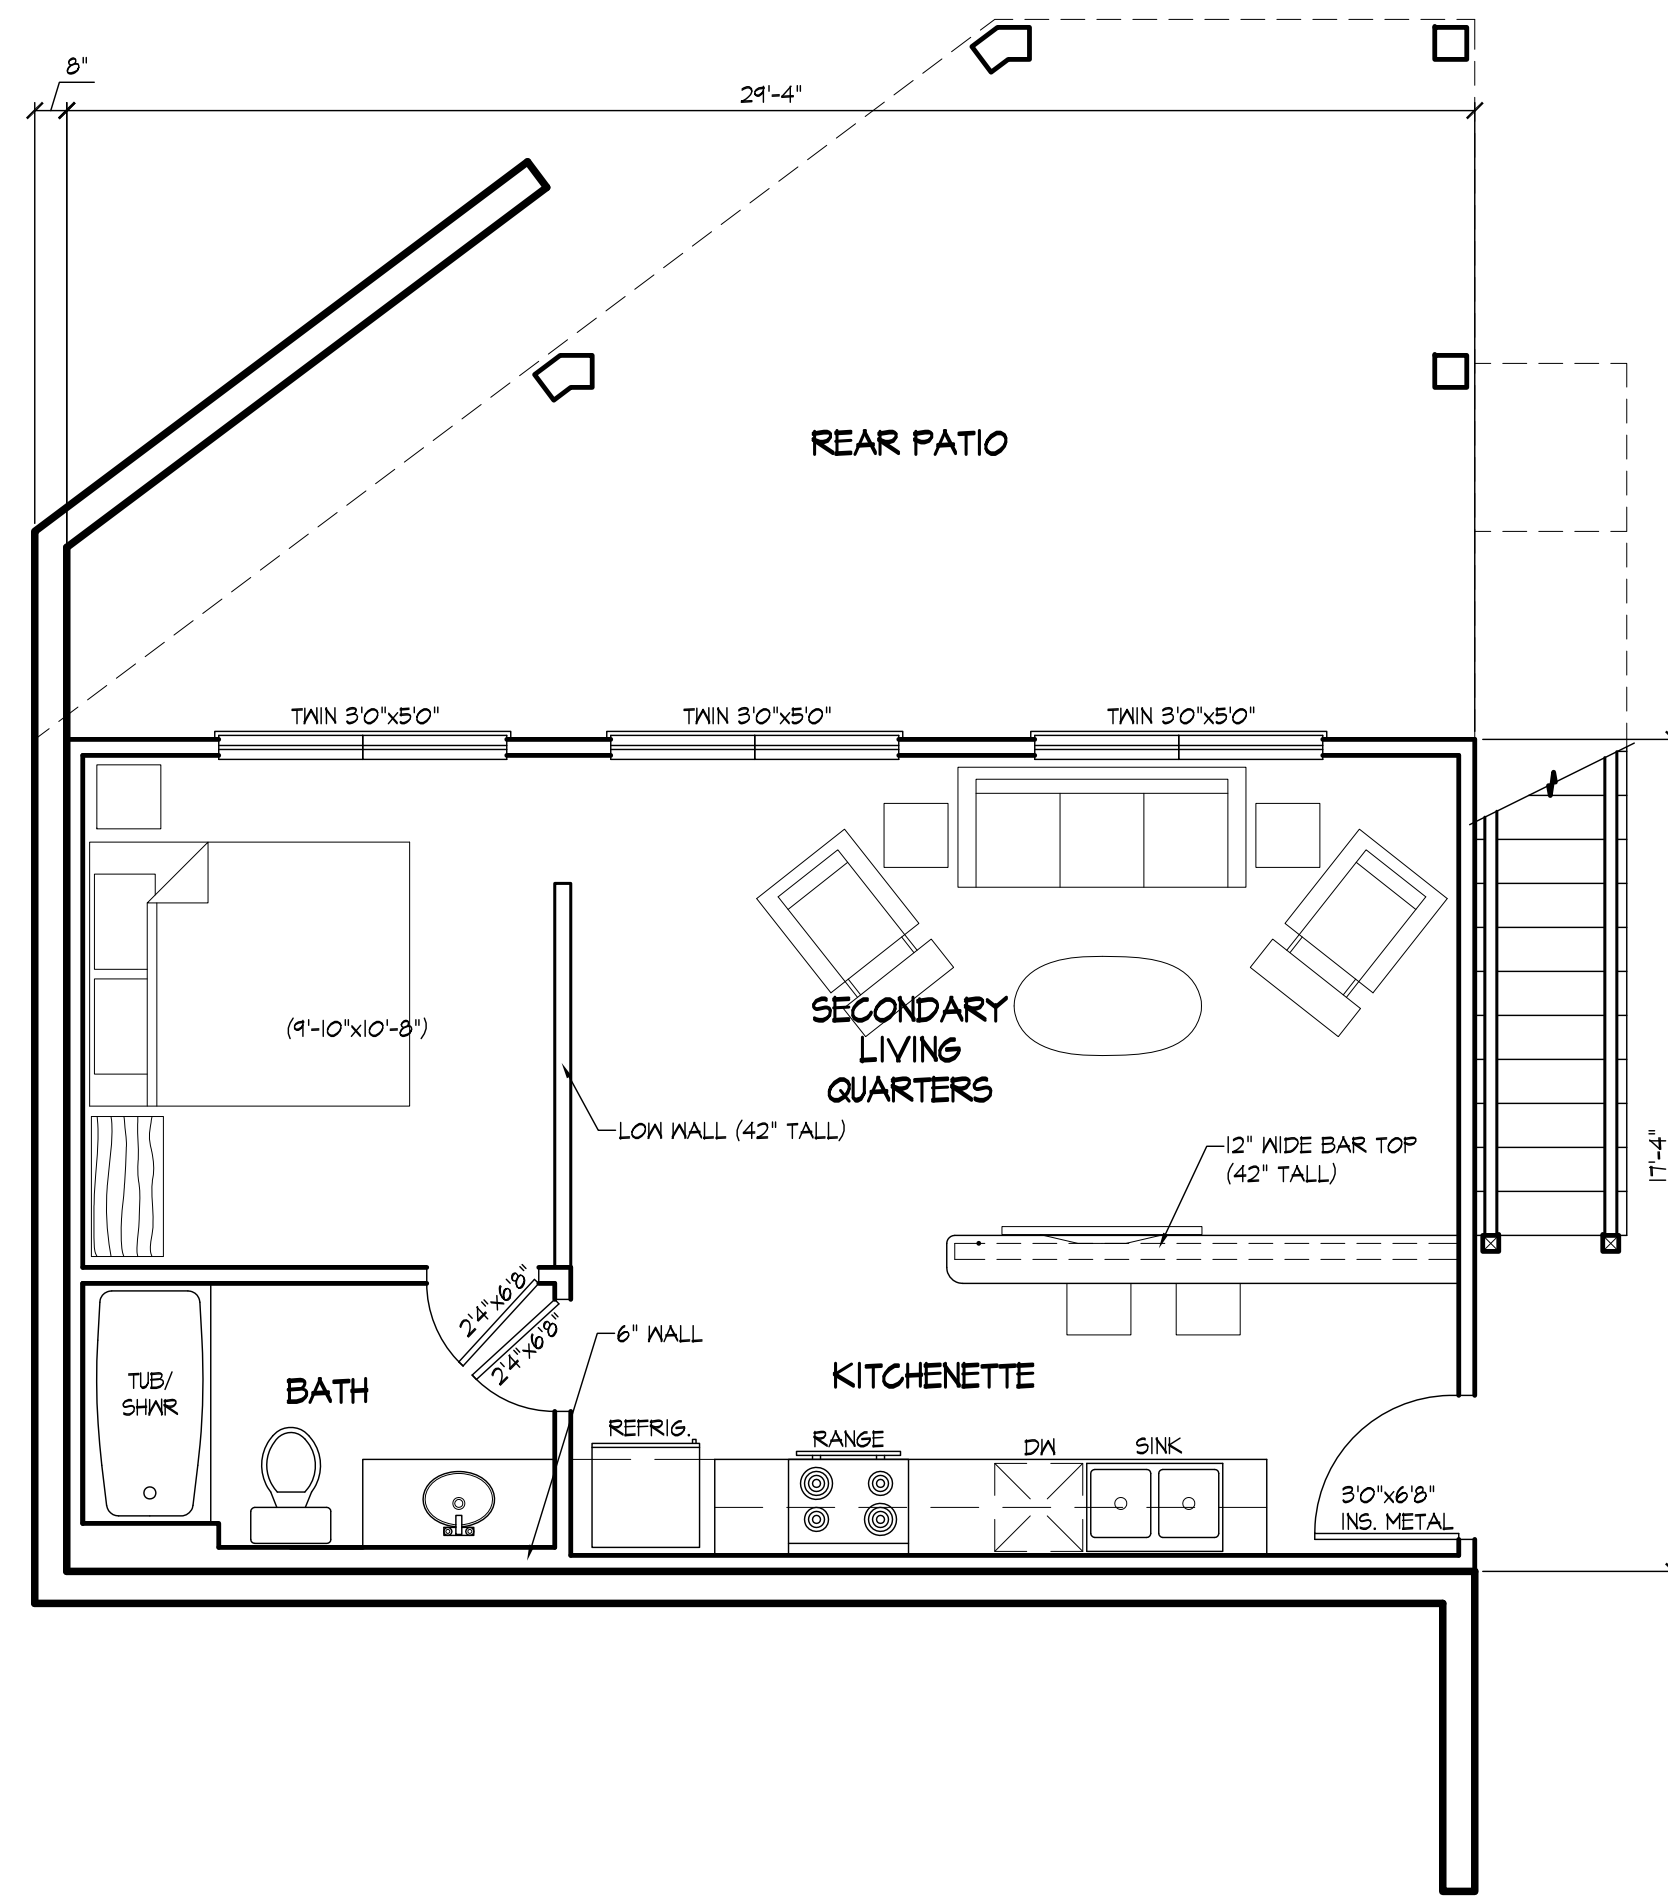 8"
29'-4"
REAR PATIO
TWIN 3'0"x5'0"
TWIN 3'0"x5'0"
TWIN 3'0"x5'0"
(9'-10"x10'-8")
SECONDARY
LIVING
QUARTERS
LOW WALL (42" TALL)
12" WIDE BAR TOP
(42" TALL)
17'-4"
2'4"x6'8"
2'4"x6'8"
6" WALL
TUB/
SHWR
BATH
KITCHENETTE
REFRIG.
RANGE
DW
SINK
3'0"x6'8"
INS. METAL